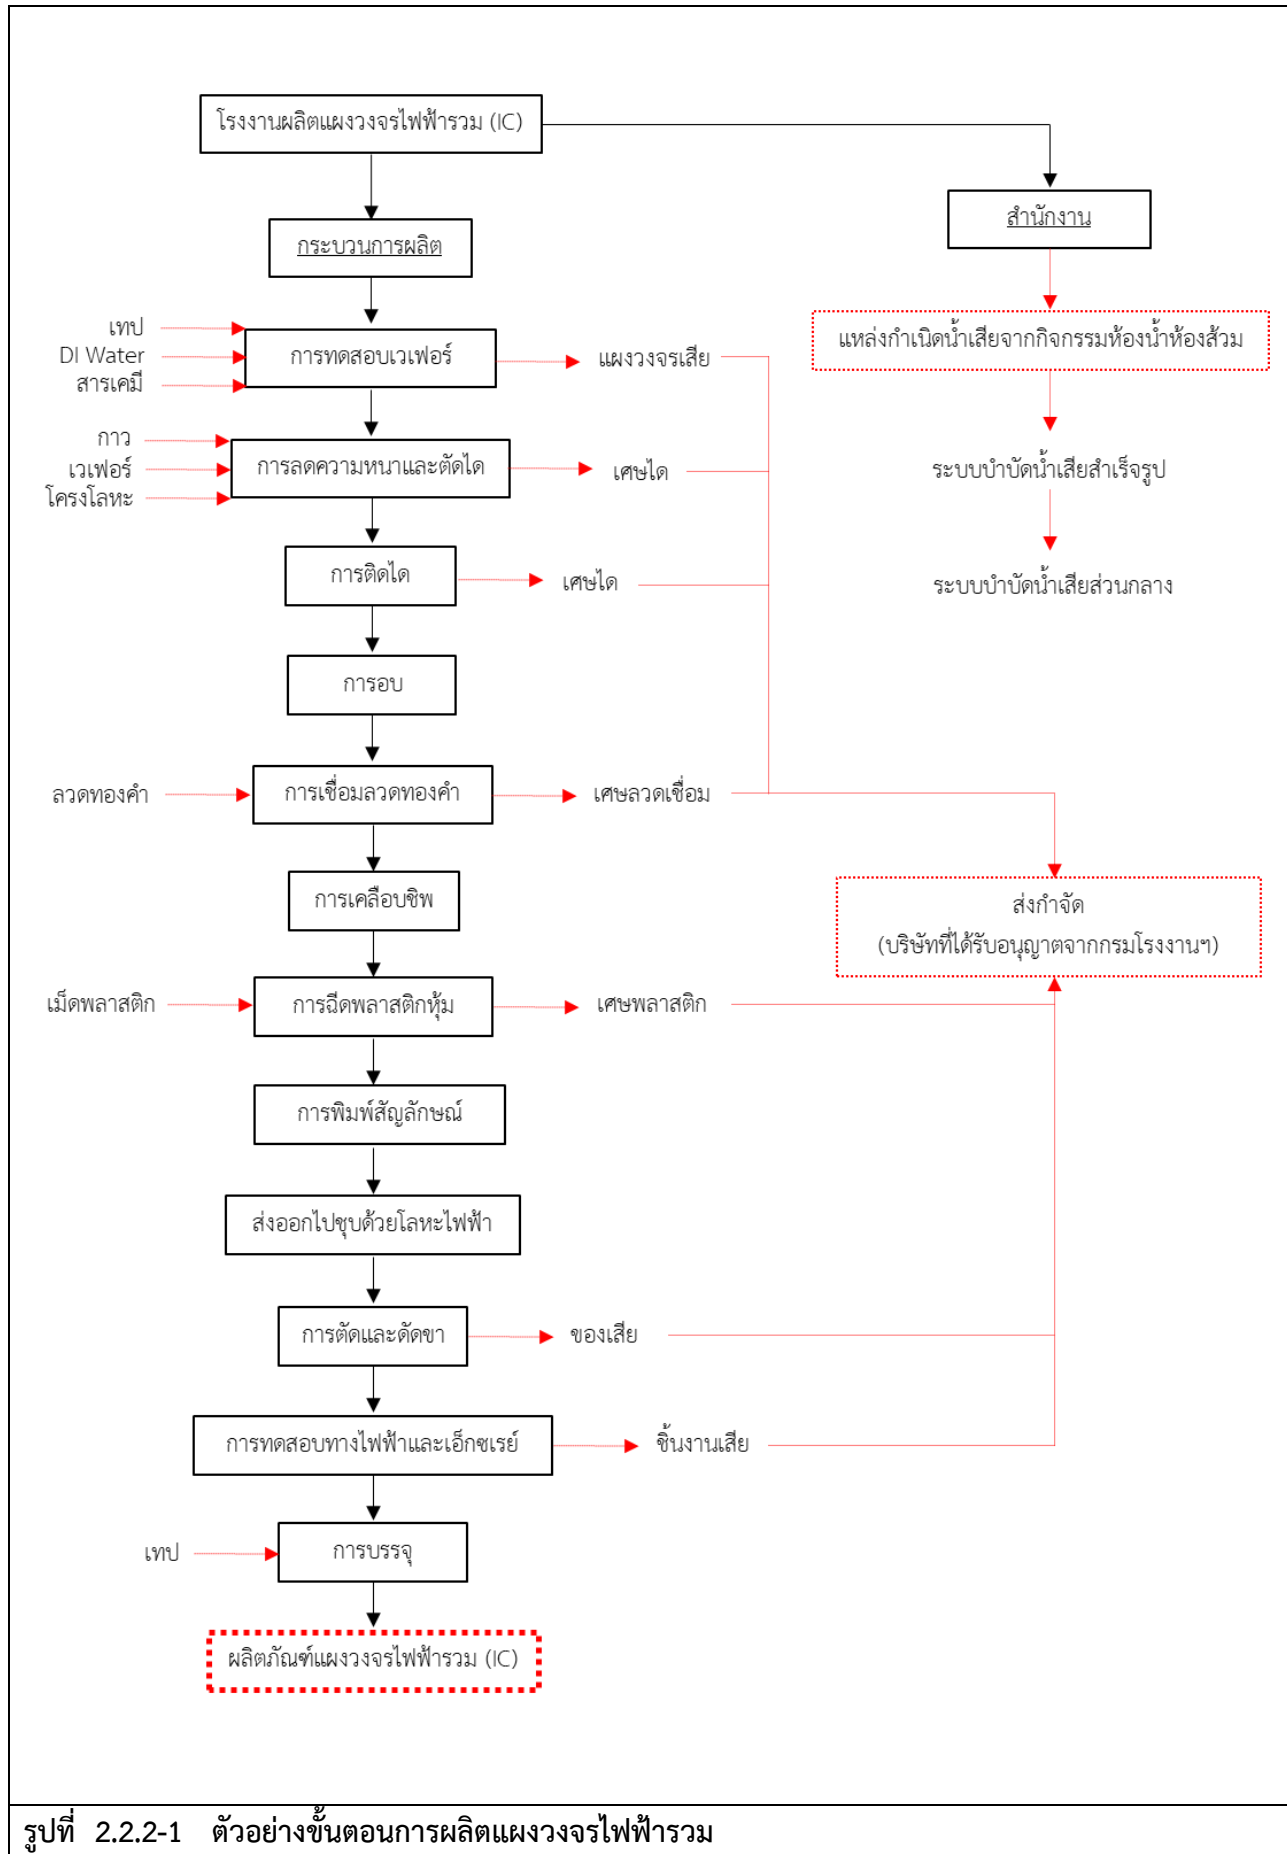 โรงงานผลิตแผงวงจรไฟฟ้ารวม (IC)
สำนักงาน
กระบวนการผลิต
เทป
DI Water
สารเคมี
การทดสอบเวเฟอร์
แผงวงจรเสีย
แหล่งกำเนิดน้ำเสียจากกิจกรรมห้องน้ำห้องส้วม
กาว
เวเฟอร์
โครงโลหะ
การลดความหนาและตัดได
เศษได
ระบบบำบัดน้ำเสียสำเร็จรูป
การติดได
เศษได
ระบบบำบัดน้ำเสียส่วนกลาง
การอบ
ลวดทองคำ
การเชื่อมลวดทองคำ
เศษลวดเชื่อม
การเคลือบชิพ
ส่งกำจัด
(บริษัทที่ได้รับอนุญาตจากกรมโรงงานฯ)
เม็ดพลาสติก
การฉีดพลาสติกหุ้ม
เศษพลาสติก
การพิมพ์สัญลักษณ์
ส่งออกไปชุบด้วยโลหะไฟฟ้า
การตัดและดัดขา
ของเสีย
การทดสอบทางไฟฟ้าและเอ็กซเรย์
ชิ้นงานเสีย
เทป
การบรรจุ
ผลิตภัณฑ์แผงวงจรไฟฟ้ารวม (IC)
รูปที่ 2.2.2-1 ตัวอย่างขั้นตอนการผลิตแผงวงจรไฟฟ้ารวม